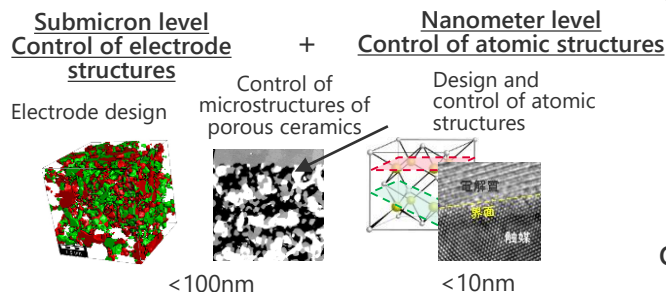 Submicron level
Control of electrode
structures
+
Nanometer level
Control of atomic structures
Electrode design
Control of
microstructures of
porous ceramics
Design and
control of atomic
structures
電解質
界面
触媒
<100nm
<10nm